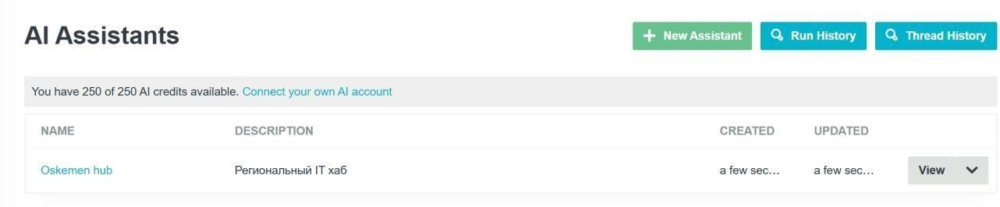 AI Assistants
New Assistant
Run History
Thread History
You have 250 of 250 AI credits available. Connect your own AI account
NAME DESCRIPTION CREATED UPDATED
Oskemen hub Региональный IT хаб a few sec... a few sec... View